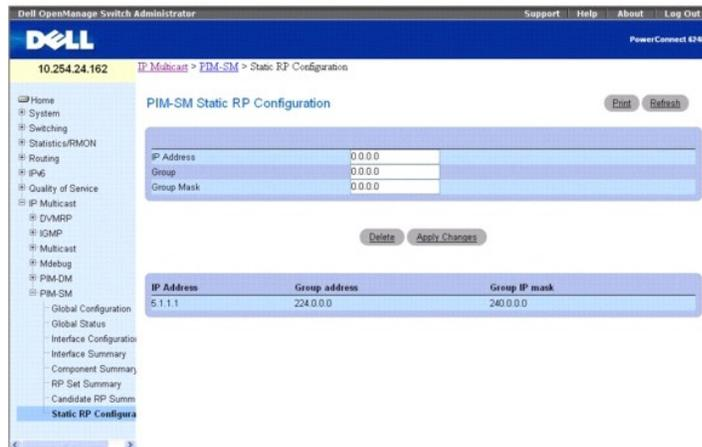 Dell OpenManage Switch Administrator
Support Help About Log Out
DELL
PowerConnect 624
10.254.24.162
IP Multicast > PIM-SM > Static RP Configuration
Home
System
Switching
Statistics/RMON
Routing
IPv6
Quality of Service
IP Multicast
DVMRP
IGMP
Multicast
Mdebug
PIM-DM
PIM-SM
Global Configuration
Global Status
Interface Configuration
Interface Summary
Component Summary
RP Set Summary
Candidate RP Summ
Static RP Configura
PIM-SM Static RP Configuration
Print Refresh
IP Address 0.0.0.0
Group 0.0.0.0
Group Mask 0.0.0.0
Delete Apply Changes
IP Address Group address Group IP mask
5.1.1.1 224.0.0.0 240.0.0.0